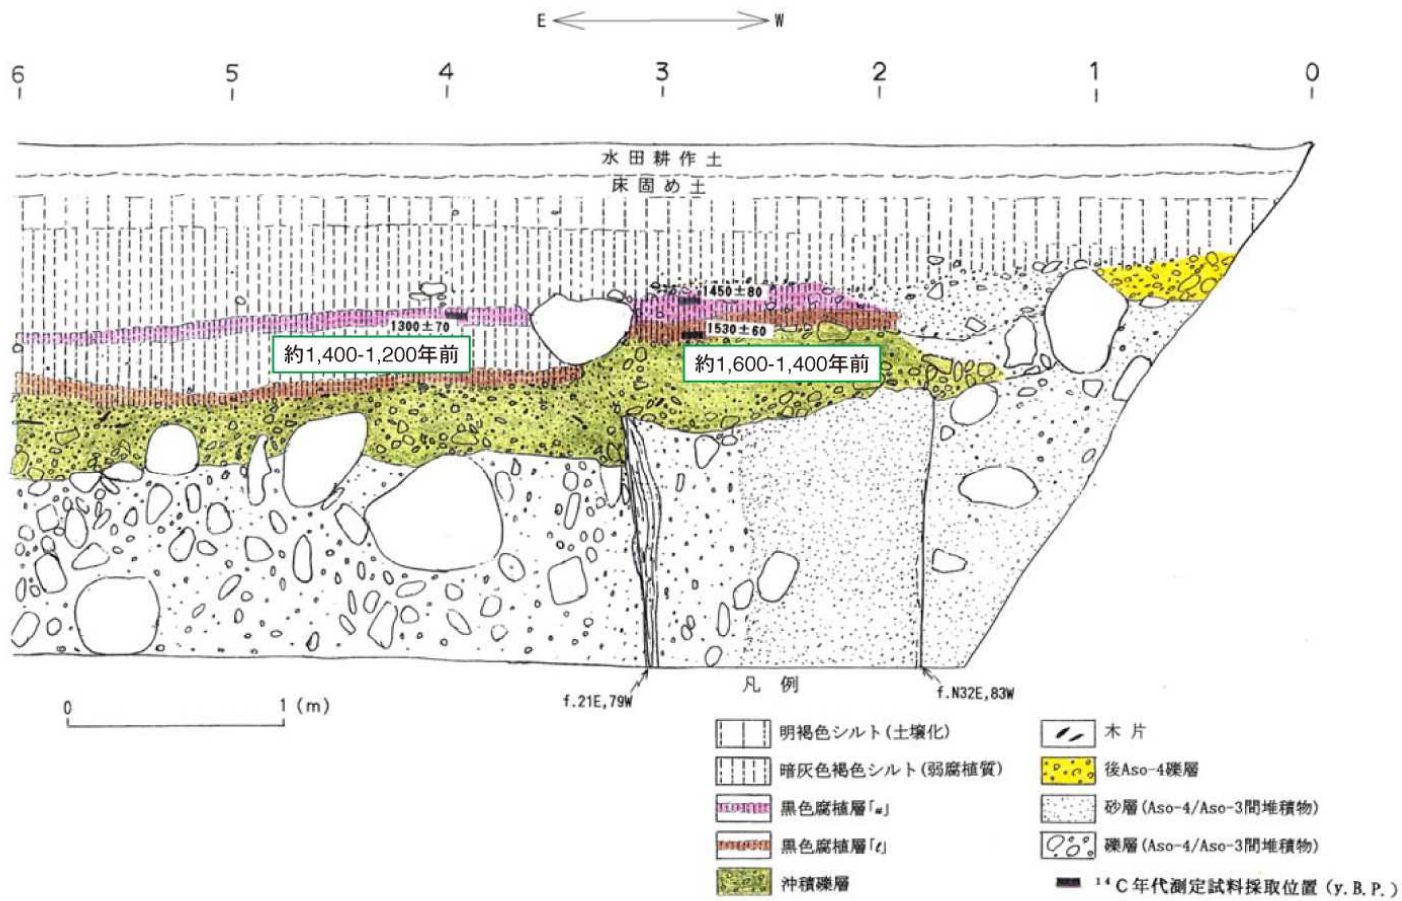 E W
6 5 4 3 2 1 0
水田耕作土
床固め土
1450±80
1300±70
1530±60
約1,400-1,200年前
約1,600-1,400年前
f.21E,79W
f.N32E,83W
0 1 (m)
凡例
明褐色シルト(土壌化)
暗灰色褐色シルト(弱腐植質)
黒色腐植層「u」
黒色腐植層「ℓ」
沖積礫層
木片
後Aso-4礫層
砂層(Aso-4/Aso-3間堆積物)
礫層(Aso-4/Aso-3間堆積物)
¹⁴C年代測定試料採取位置(y.B.P.)